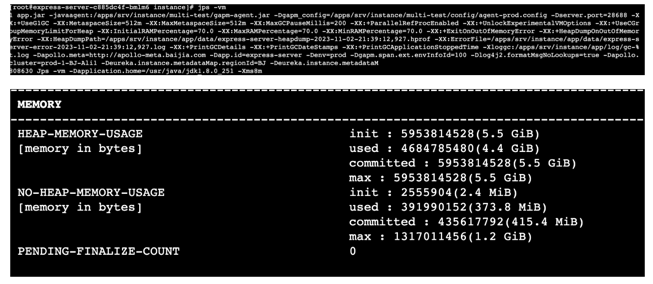 [root@express-server-c885dc4f-bmlm6 instance]# jps -vm
1 app.jar -javaagent:/apps/srv/instance/multi-test/gapm-agent.jar -Dgapm_config=/apps/srv/instance/multi-test/config/agent-prod.config -Dserver.port=28688 -X
X:+UseG1GC -XX:MetaspaceSize=512m -XX:MaxMetaspaceSize=512m -XX:MaxGCPauseMillis=200 -XX:+ParallelRefProcEnabled -XX:+UnlockExperimentalVMOptions -XX:+UseCGr
oupMemoryLimitForHeap -XX:InitialRAMPercentage=70.0 -XX:MaxRAMPercentage=70.0 -XX:MinRAMPercentage=70.0 -XX:+ExitOnOutOfMemoryError -XX:+HeapDumpOnOutOfMemor
yError -XX:HeapDumpPath=/apps/srv/instance/app/data/express-server-heapdump-2023-11-02-21:39:12,927.hprof -XX:ErrorFile=/apps/srv/instance/app/data/express-s
erver-error-2023-11-02-21:39:12,927.log -XX:+PrintGCDetails -XX:+PrintGCDateStamps -XX:+PrintGCApplicationStoppedTime -Xloggc:/apps/srv/instance/app/log/gc-%
t.log -Dapollo.meta=http://apollo-meta.baijia.com -Dapp.id=express-server -Denv=prod -Dgapm.span.ext.envInfoId=100 -Dlog4j2.formatMsgNoLookups=true -Dapollo.
cluster=prod-1-BJ-Ali1 -Deureka.instance.metadataMap.regionId=BJ -Deureka.instance.metadataM
808630 Jps -vm -Dapplication.home=/usr/java/jdk1.8.0_251 -Xms8m
MEMORY
HEAP-MEMORY-USAGE init : 5953814528(5.5 GiB)
[memory in bytes] used : 4684785480(4.4 GiB)
committed : 5953814528(5.5 GiB)
max : 5953814528(5.5 GiB)
NO-HEAP-MEMORY-USAGE init : 2555904(2.4 MiB)
[memory in bytes] used : 391990152(373.8 MiB)
committed : 435617792(415.4 MiB)
max : 1317011456(1.2 GiB)
PENDING-FINALIZE-COUNT 0